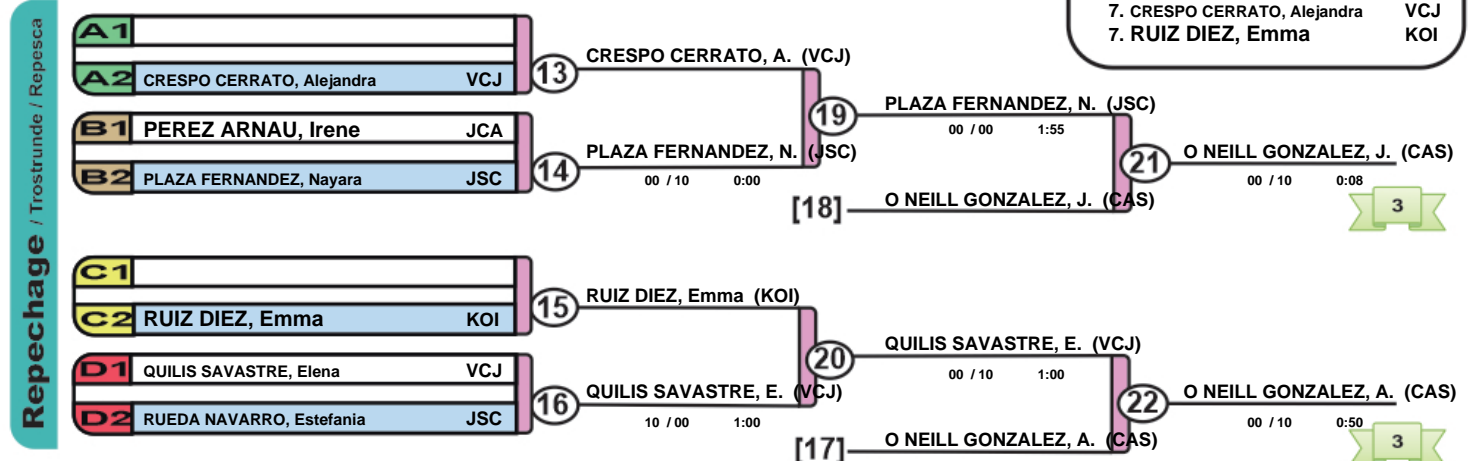 7. CRESPO CERRATO, Alejandra VCJ
7. RUIZ DIEZ, Emma KOI
Repechage / Trostrunde / Repesca
A1
A2 CRESPO CERRATO, Alejandra VCJ
13
CRESPO CERRATO, A. (VCJ)
B1 PEREZ ARNAU, Irene JCA
B2 PLAZA FERNANDEZ, Nayara JSC
14
PLAZA FERNANDEZ, N. (JSC)
00 / 10 0:00
19
PLAZA FERNANDEZ, N. (JSC)
00 / 00 1:55
[18]
O NEILL GONZALEZ, J. (CAS)
21
O NEILL GONZALEZ, J. (CAS)
00 / 10 0:08
3
C1
C2 RUIZ DIEZ, Emma KOI
15
RUIZ DIEZ, Emma (KOI)
D1 QUILIS SAVASTRE, Elena VCJ
D2 RUEDA NAVARRO, Estefania JSC
16
QUILIS SAVASTRE, E. (VCJ)
10 / 00 1:00
20
QUILIS SAVASTRE, E. (VCJ)
00 / 10 1:00
[17]
O NEILL GONZALEZ, A. (CAS)
22
O NEILL GONZALEZ, A. (CAS)
00 / 10 0:50
3